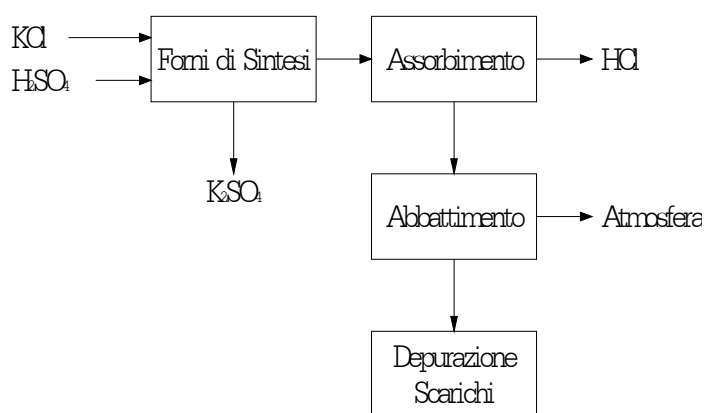 KCl
H₂SO₄
Forni di Sintesi
Assorbimento
HCl
K₂SO₄
Abbattimento
Atmosfera
Depurazione
Scarichi